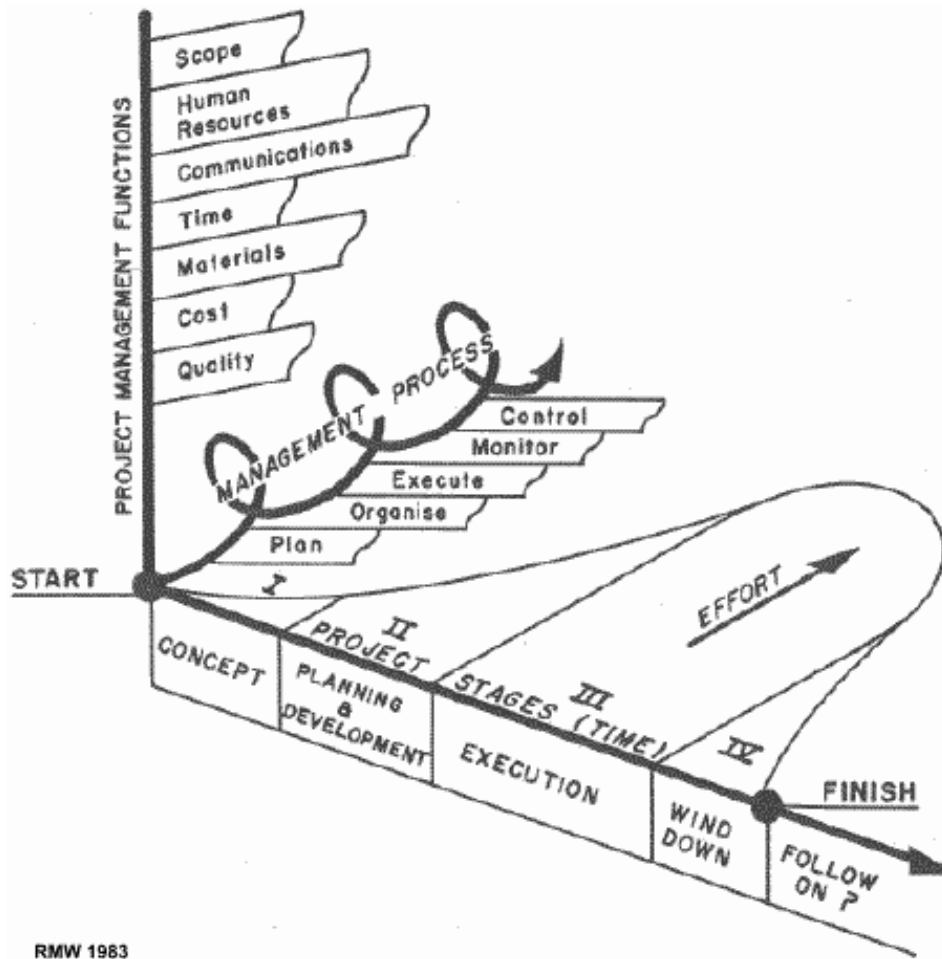 PROJECT MANAGEMENT FUNCTIONS
Scope
Human
Resources
Communications
Time
Materials
Cost
Quality
MANAGEMENT PROCESS
Control
Monitor
Execute
Organise
Plan
START
I
II
III
IV
EFFORT
PROJECT STAGES (TIME)
CONCEPT
PLANNING
&
DEVELOPMENT
EXECUTION
WIND
DOWN
FINISH
FOLLOW
ON ?
RMW 1983